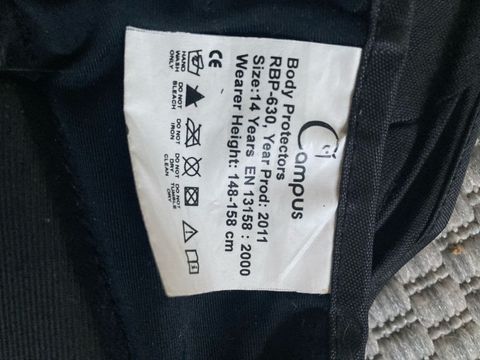 Campus
Body Protectors
RBP-630, Year Prod: 2011
Size:14 Years EN 13158 : 2000
Wearer Height: 148-158 cm
CE
HAND WASH ONLY
DO NOT BLEACH
DO NOT IRON
DO NOT DRY CLEAN
DO NOT TUMBLE DRY